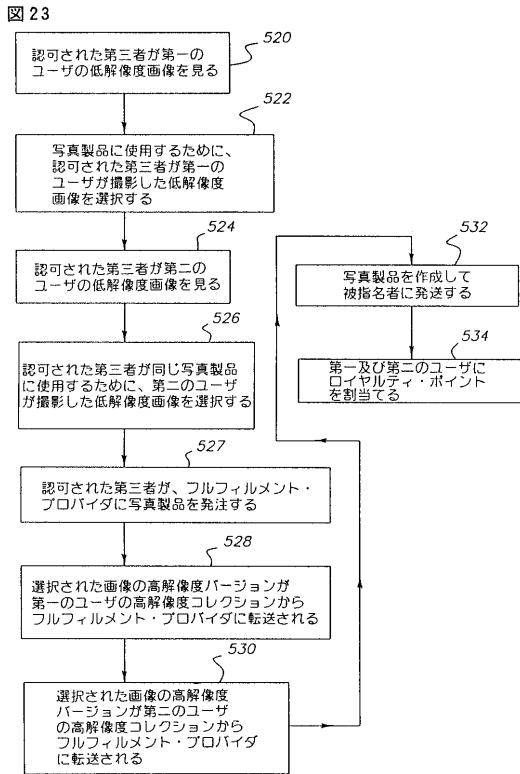 図23
520
認可された第三者が第一の
ユーザの低解像度画像を見る
522
写真製品に使用するために、
認可された第三者が第一の
ユーザが撮影した低解像度
画像を選択する
524
認可された第三者が第二の
ユーザの低解像度画像を見る
526
認可された第三者が同じ写真製品
に使用するために、第二のユーザ
が撮影した低解像度画像を選択する
527
認可された第三者が、フルフィルメント・
プロバイダに写真製品を発注する
528
選択された画像の高解像度バージョンが
第一のユーザの高解像度コレクションから
フルフィルメント・プロバイダに転送される
530
選択された画像の高解像度
バージョンが第二のユーザ
の高解像度コレクションから
フルフィルメント・プロバイダ
に転送される
532
写真製品を作成して
被指名者に発送する
534
第一及び第二のユーザに
ロイヤルティ・ポイント
を割当てる